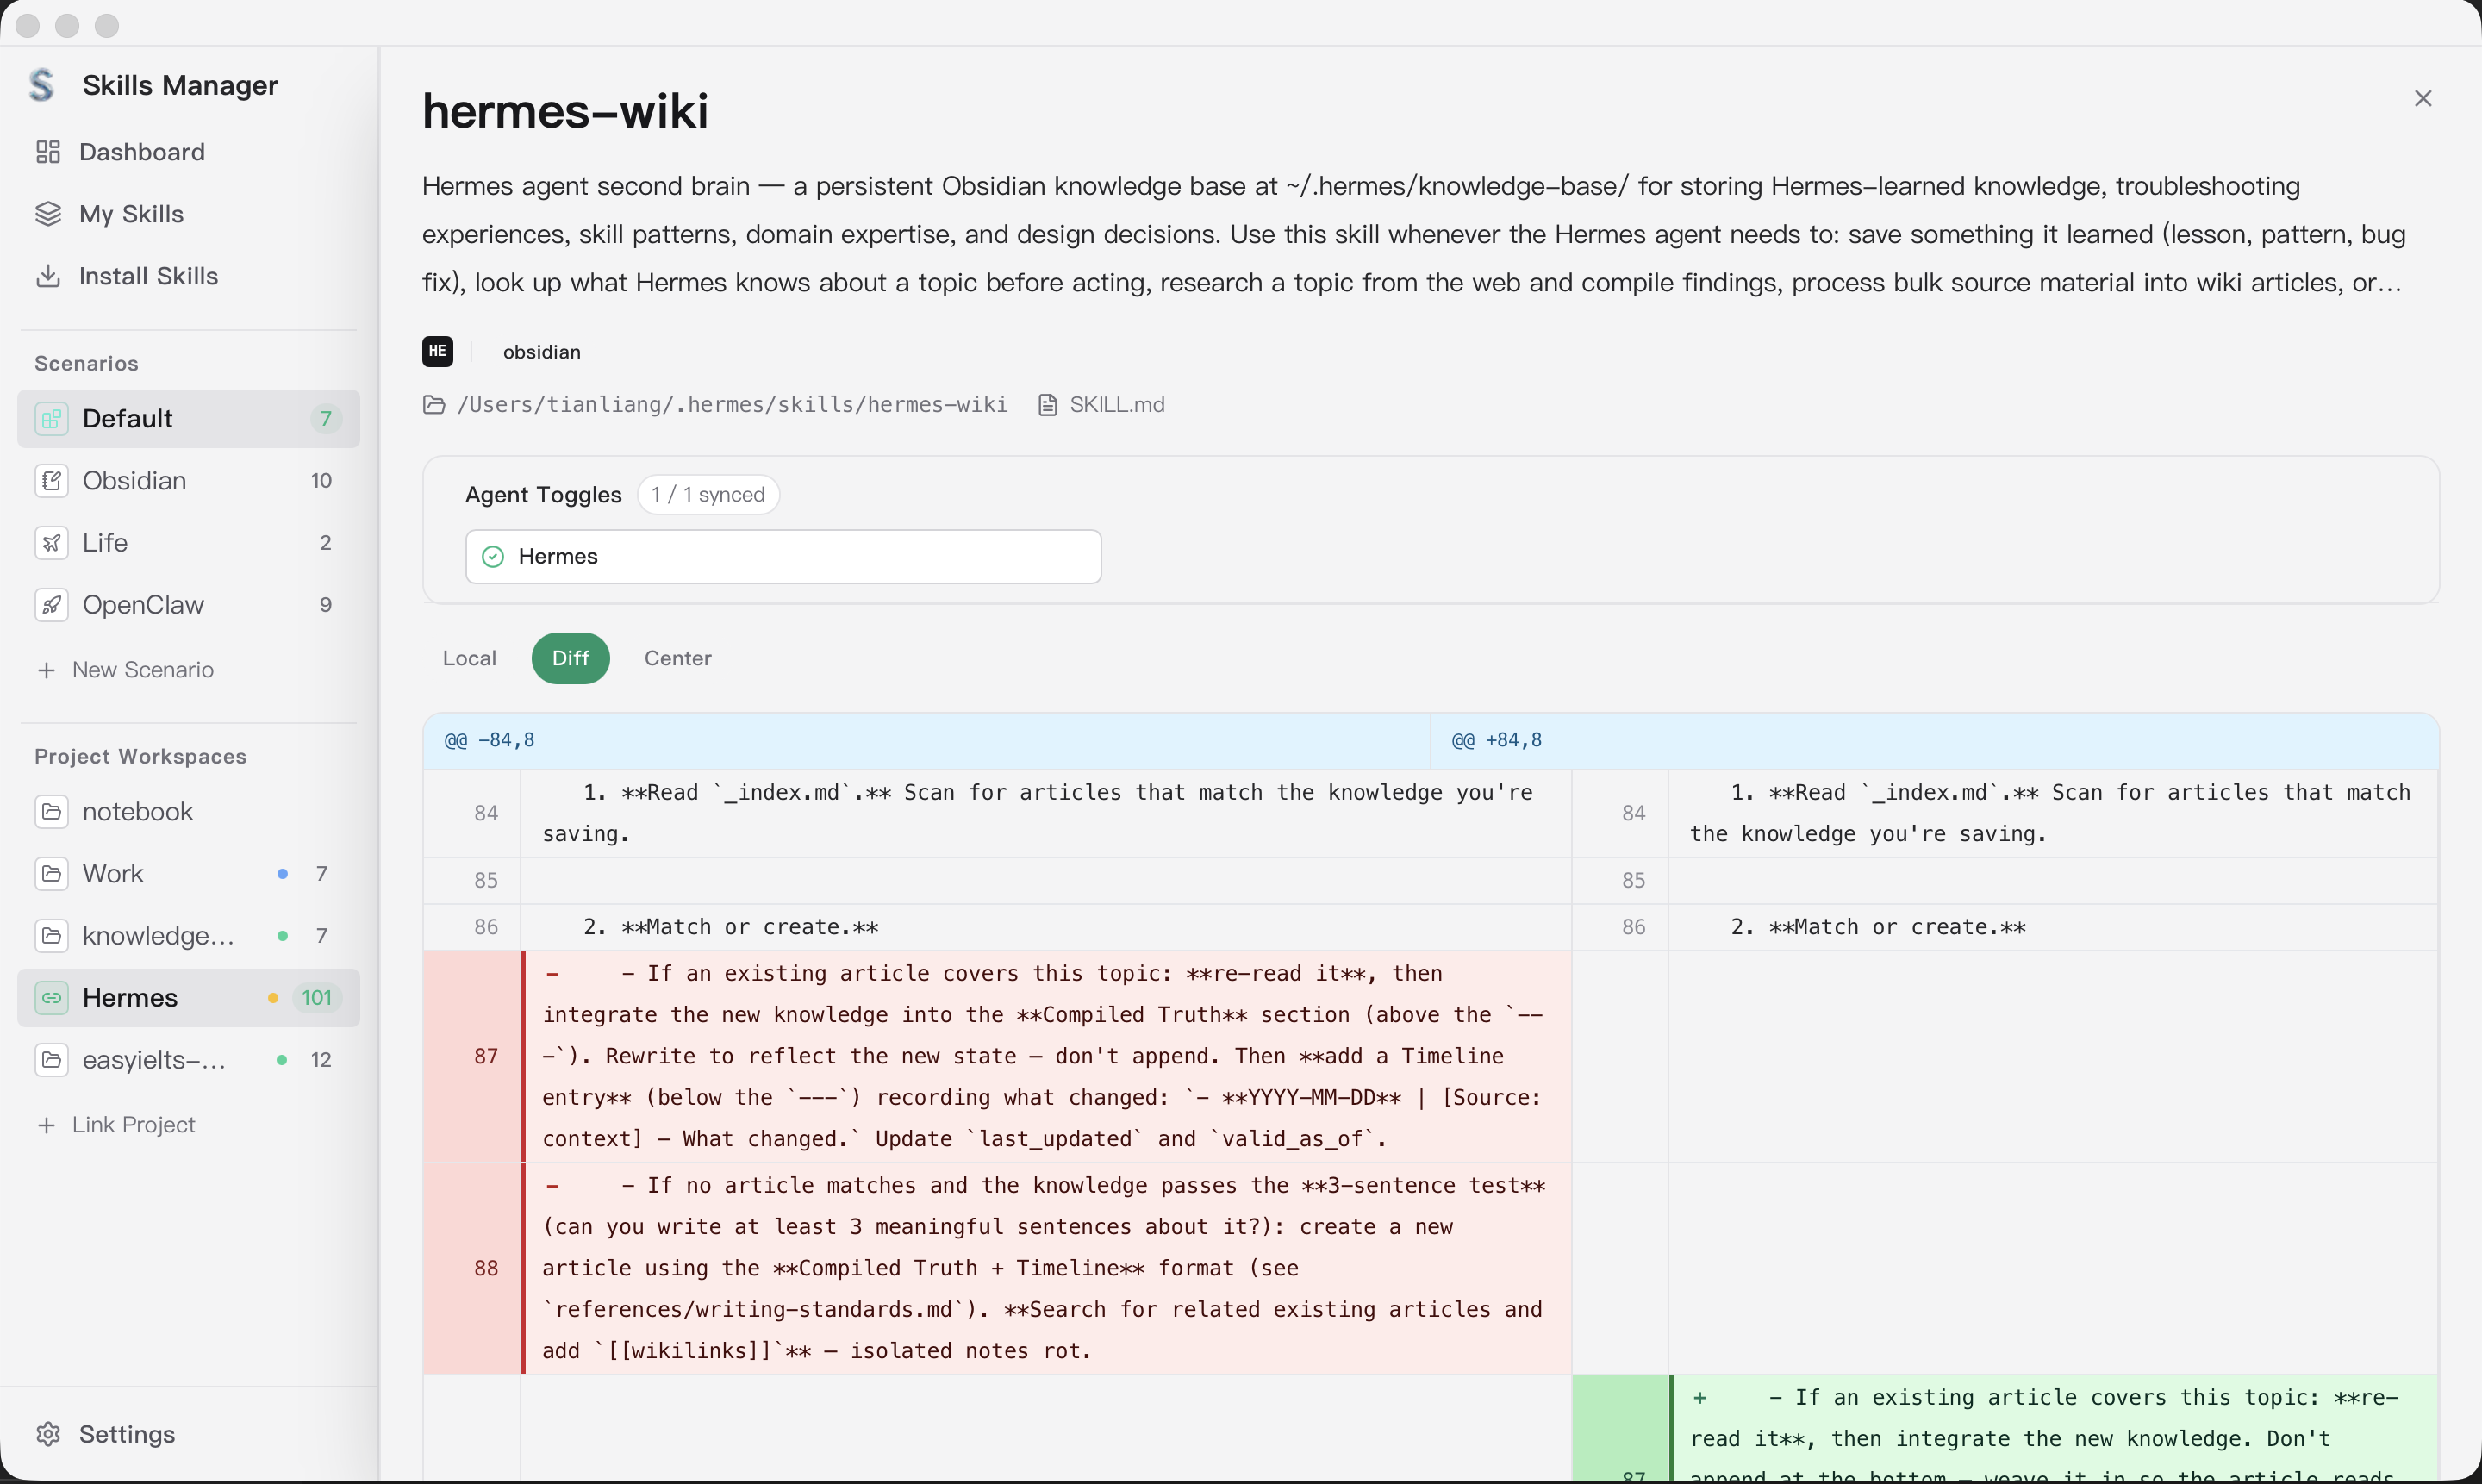 Skills Manager
Dashboard
My Skills
Install Skills
Scenarios
Default 7
Obsidian 10
Life 2
OpenClaw 9
+ New Scenario
Project Workspaces
notebook
Work 7
knowledge... 7
Hermes 101
easyielts-... 12
+ Link Project
Settings
hermes-wiki
Hermes agent second brain — a persistent Obsidian knowledge base at ~/.hermes/knowledge-base/ for storing Hermes-learned knowledge, troubleshooting
experiences, skill patterns, domain expertise, and design decisions. Use this skill whenever the Hermes agent needs to: save something it learned (lesson, pattern, bug
fix), look up what Hermes knows about a topic before acting, research a topic from the web and compile findings, process bulk source material into wiki articles, or...
HE obsidian
/Users/tianliang/.hermes/skills/hermes-wiki SKILL.md
Agent Toggles 1 / 1 synced
Hermes
Local Diff Center
@@ -84,8
84 1. **Read `_index.md`.** Scan for articles that match the knowledge you're
saving.
85
86 2. **Match or create.**
87 - - If an existing article covers this topic: **re-read it**, then
integrate the new knowledge into the **Compiled Truth** section (above the `--
-`). Rewrite to reflect the new state — don't append. Then **add a Timeline
entry** (below the `---`) recording what changed: `- **YYYY-MM-DD** | [Source:
context] — What changed.` Update `last_updated` and `valid_as_of`.
88 - - If no article matches and the knowledge passes the **3-sentence test**
(can you write at least 3 meaningful sentences about it?): create a new
article using the **Compiled Truth + Timeline** format (see
`references/writing-standards.md`). **Search for related existing articles and
add `[[wikilinks]]`** — isolated notes rot.
@@ +84,8
84 1. **Read `_index.md`.** Scan for articles that match
the knowledge you're saving.
85
86 2. **Match or create.**
87 + - If an existing article covers this topic: **re-
read it**, then integrate the new knowledge. Don't
append at the bottom — weave it in so the article reads